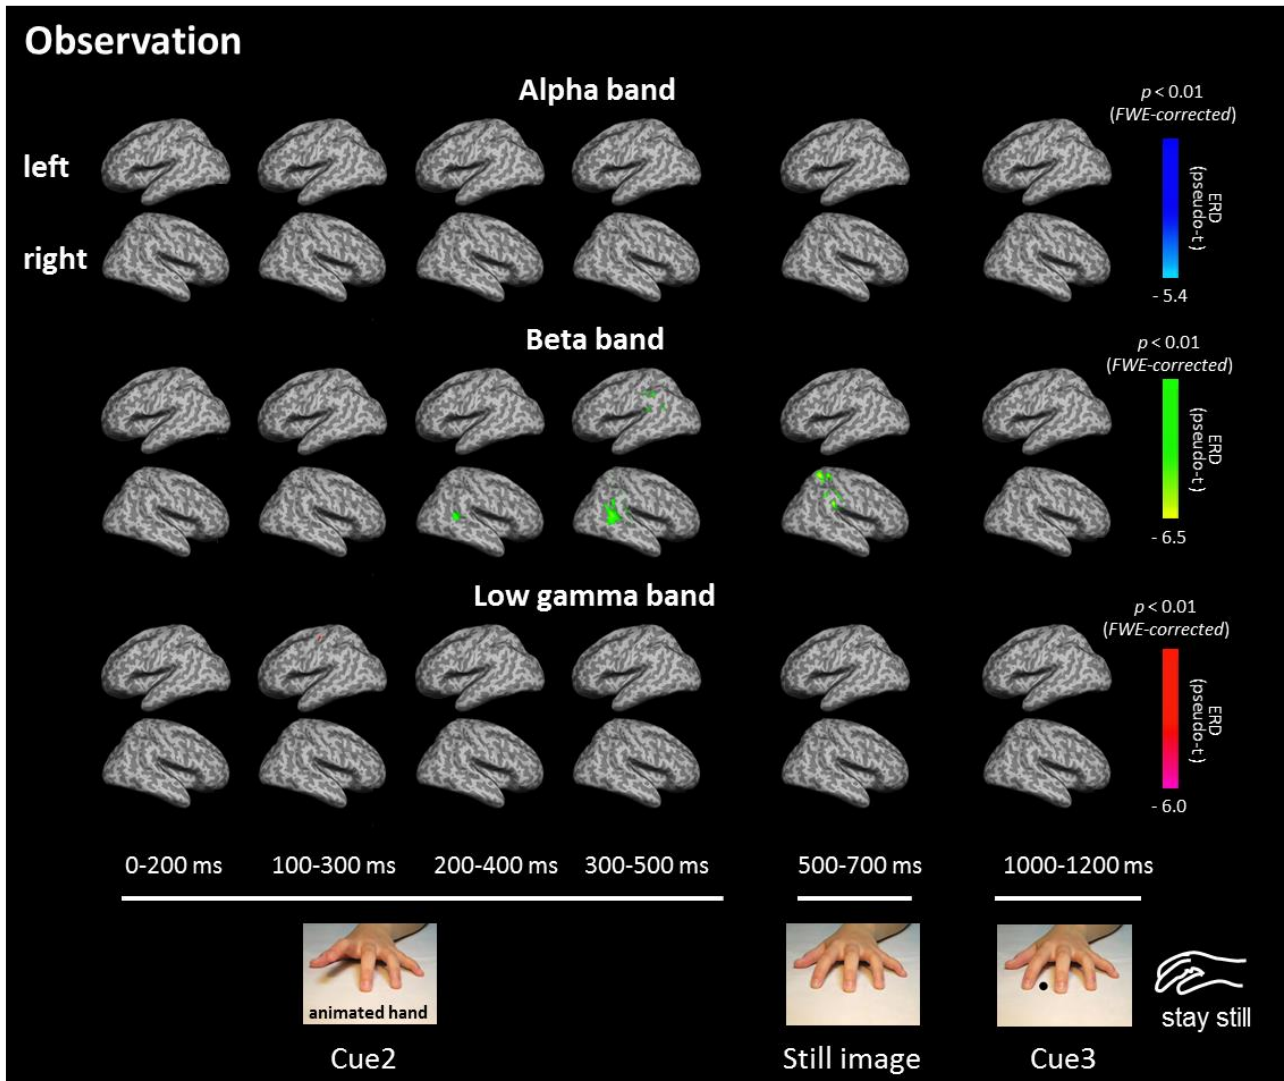 Observation
Alpha band
left
right
p < 0.01
(FWE-corrected)
ERD
(pseudo-t)
- 5.4
Beta band
p < 0.01
(FWE-corrected)
ERD
(pseudo-t)
- 6.5
Low gamma band
p < 0.01
(FWE-corrected)
ERD
(pseudo-t)
- 6.0
0-200 ms
100-300 ms
200-400 ms
300-500 ms
500-700 ms
1000-1200 ms
animated hand
stay still
Cue2
Still image
Cue3